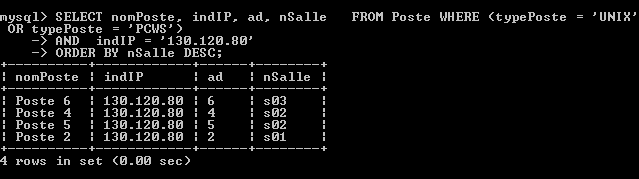 mysql> SELECT nomPoste, indIP, ad, nSalle   FROM Poste WHERE (typePoste = 'UNIX'
 OR typePoste = 'PCWS')
    -> AND  indIP = '130.120.80'
    -> ORDER BY nSalle DESC;
+----------+------------+------+--------+
| nomPoste | indIP      | ad   | nSalle |
+----------+------------+------+--------+
| Poste 6  | 130.120.80 | 6    | s03    |
| Poste 4  | 130.120.80 | 4    | s02    |
| Poste 5  | 130.120.80 | 5    | s02    |
| Poste 2  | 130.120.80 | 2    | s01    |
+----------+------------+------+--------+
4 rows in set (0.00 sec)